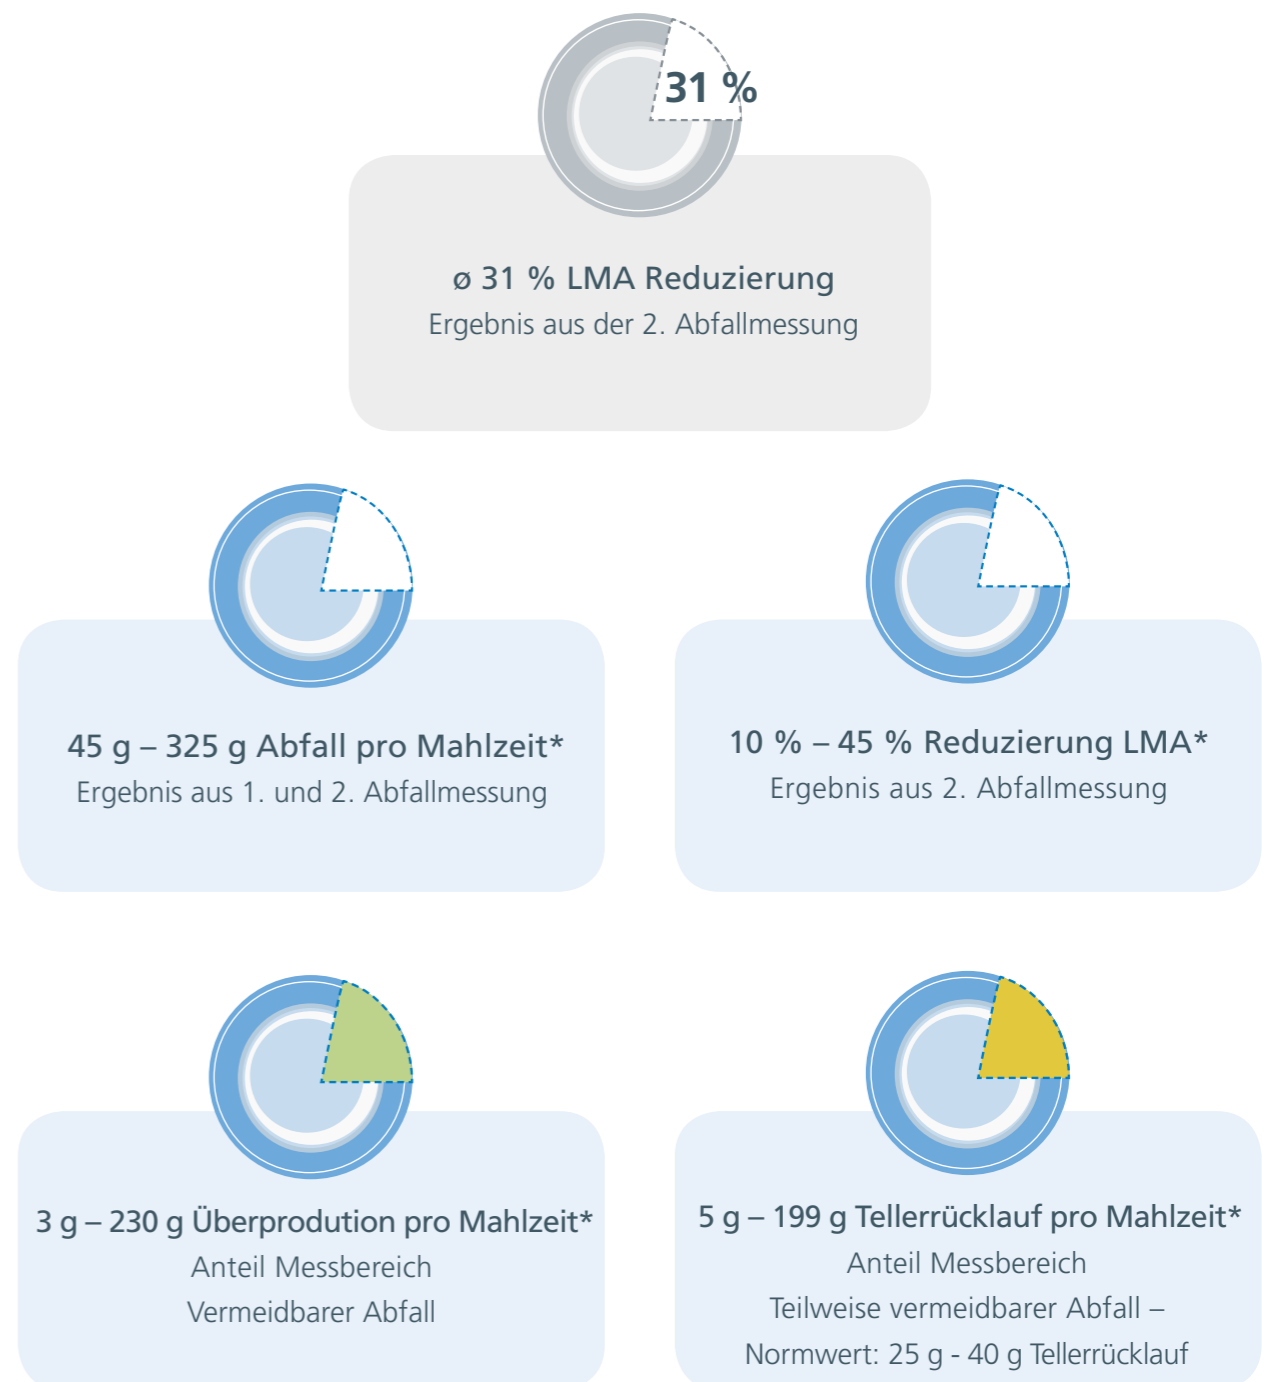 31 %
ø 31 % LMA Reduzierung
Ergebnis aus der 2. Abfallmessung
45 g – 325 g Abfall pro Mahlzeit*
Ergebnis aus 1. und 2. Abfallmessung
10 % – 45 % Reduzierung LMA*
Ergebnis aus 2. Abfallmessung
3 g – 230 g Überprodution pro Mahlzeit*
Anteil Messbereich
Vermeidbarer Abfall
5 g – 199 g Tellerrücklauf pro Mahlzeit*
Anteil Messbereich
Teilweise vermeidbarer Abfall –
Normwert: 25 g - 40 g Tellerrücklauf